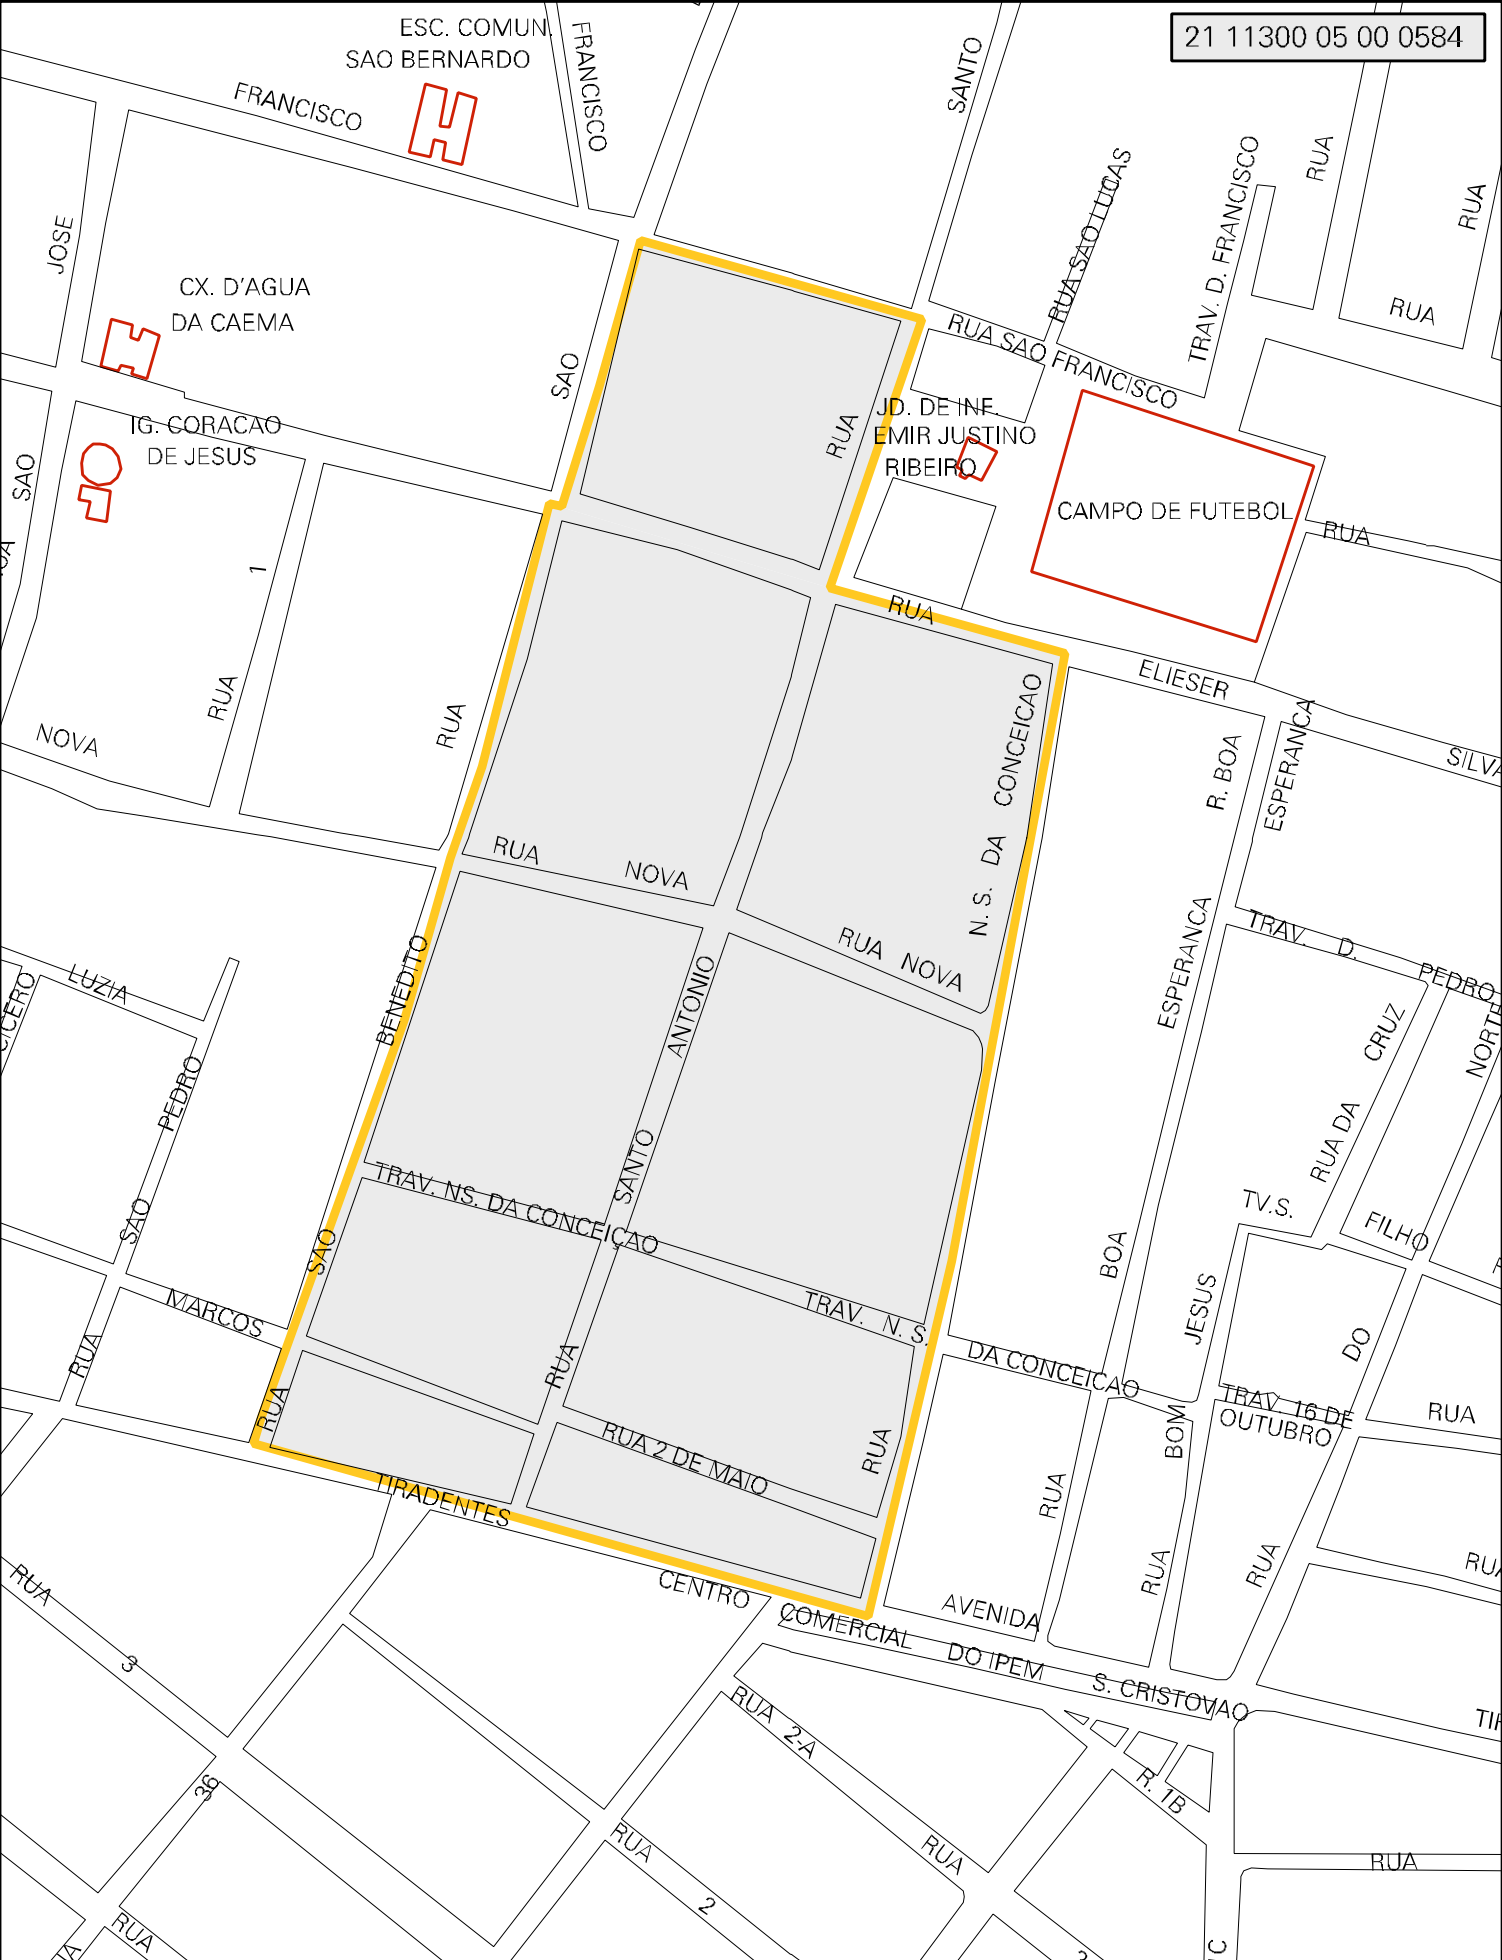 ESC. COMUN.
SAO BERNARDO
FRANCISCO
FRANCISCO
SANTO
21 11300 05 00 0584
RUA
RUA
RUA SAO LUCAS
TRAV. D. FRANCISCO
JOSE
CX. D'AGUA
DA CAEMA
SAO
RUA SAO FRANCISCO
RUA
RUA
JD. DE INF.
EMIR JUSTINO
RIBEIRO
IG. CORACAO
DE JESUS
SAO
CAMPO DE FUTEBOL
RUA
1
RUA
RUA
RUA
NOVA
ELIESER
SILVA
CONCEICAO
DA
N. S.
R. BOA
ESPERANCA
RUA
NOVA
RUA NOVA
ESPERANCA
TRAV. D.
PEDRO
BENEDITO
ANTONIO
LUZIA
CICERO
PEDRO
CRUZ
NORTE
RUA DA
SANTO
TRAV. NS. DA CONCEIÇAO
SAO
SAO
BOA
TV.S.
FILHO
MARCOS
TRAV. N. S.
DA CONCEICAO
JESUS
DO
RUA
RUA
RUA
TRAV. 16 DE
OUTUBRO
RUA
BOM
RUA 2 DE MAIO
RUA
RUA
TIRADENTES
RUA
RUA
RUA
RUA
CENTRO
COMERCIAL
AVENIDA
DO IPEM
S. CRISTOVAO
3
RUA 2-A
R. 1B
36
RUA
RUA
RUA
2
RUA